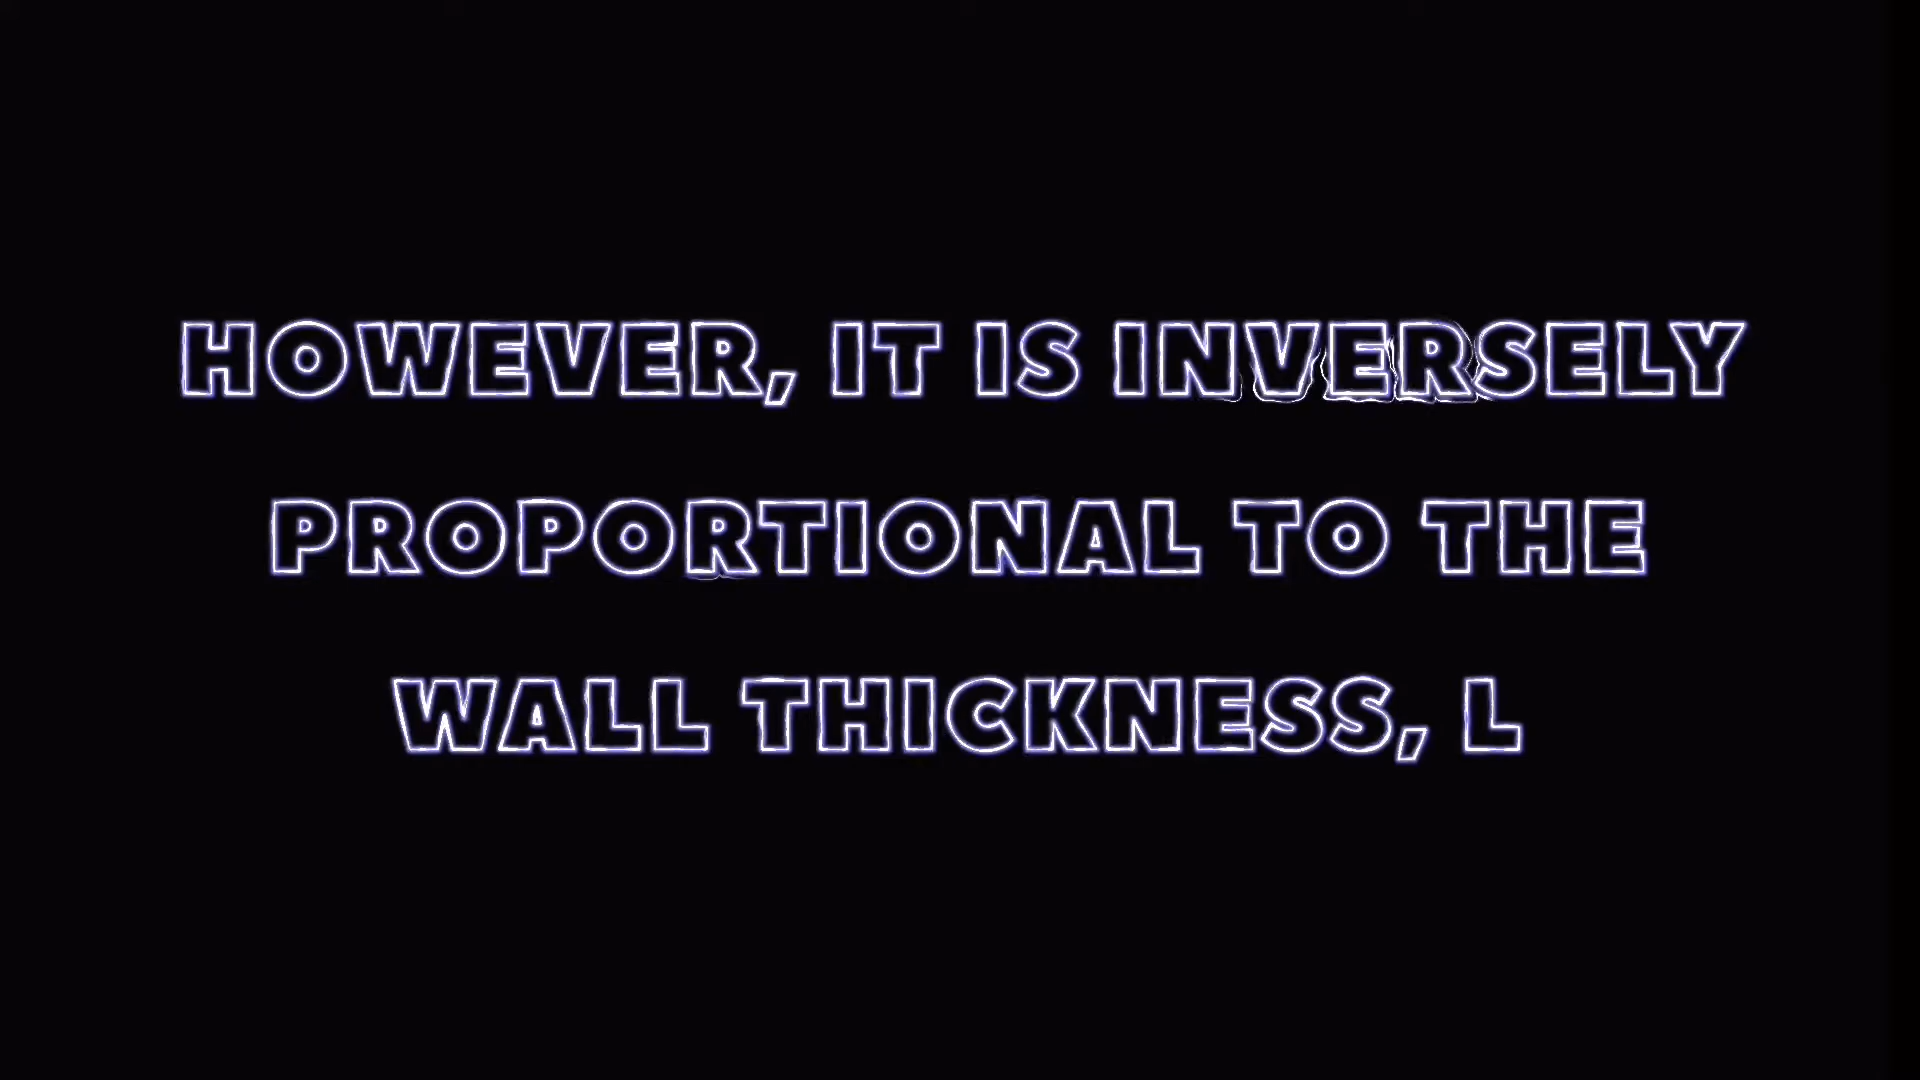 HOWEVER, IT IS INVERSELY
PROPORTIONAL TO THE
WALL THICKNESS, L